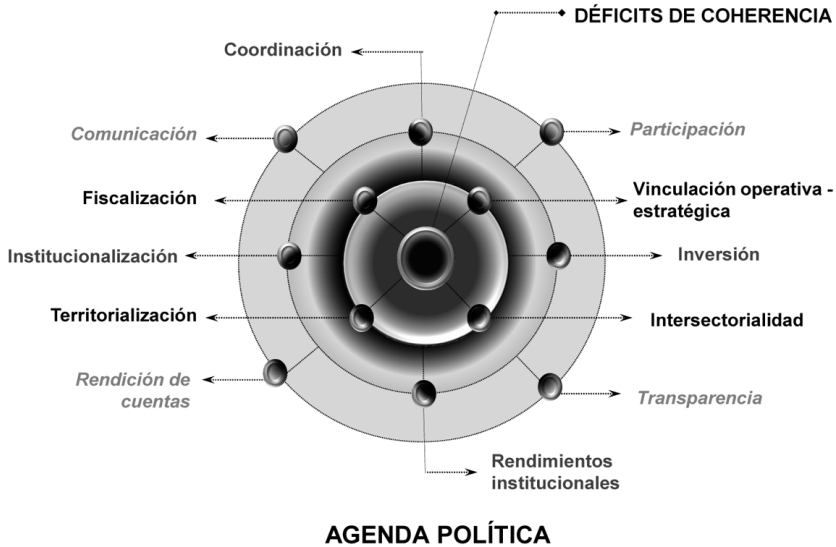 DÉFICITS DE COHERENCIA
Coordinación
Comunicación
Participación
Fiscalización
Vinculación operativa -
estratégica
Institucionalización
Inversión
Territorialización
Intersectorialidad
Rendición de
cuentas
Transparencia
Rendimientos
institucionales
AGENDA POLÍTICA